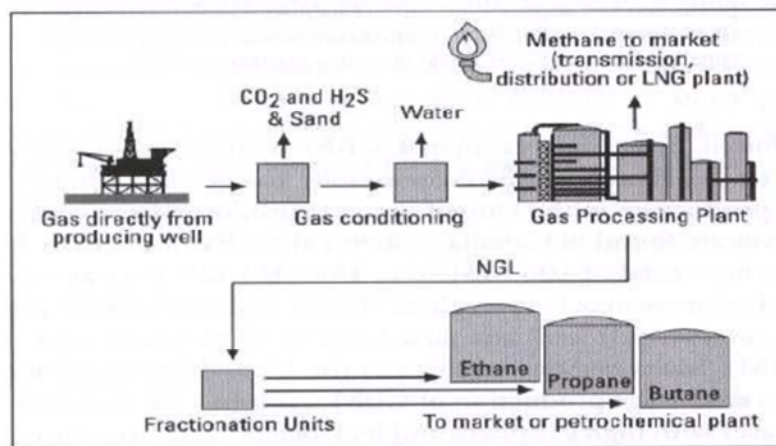 Methane to market
(transmission,
distribution or LNG plant)
CO2 and H2S
& Sand
Water
Gas directly from
producing well
Gas conditioning
Gas Processing Plant
NGL
Ethane
Propane
Butane
Fractionation Units
To market or petrochemical plant